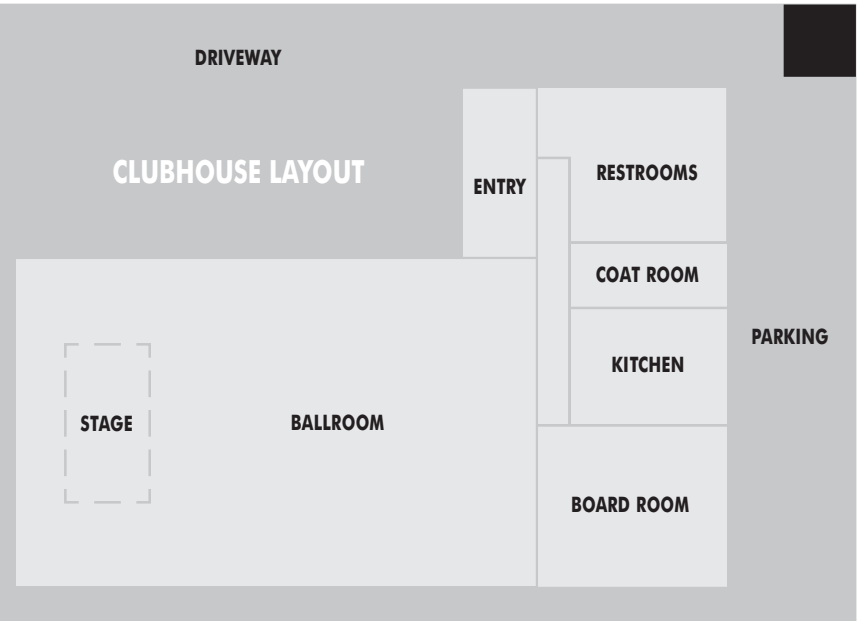 DRIVEWAY
CLUBHOUSE LAYOUT
ENTRY
RESTROOMS
COAT ROOM
PARKING
KITCHEN
STAGE
BALLROOM
BOARD ROOM